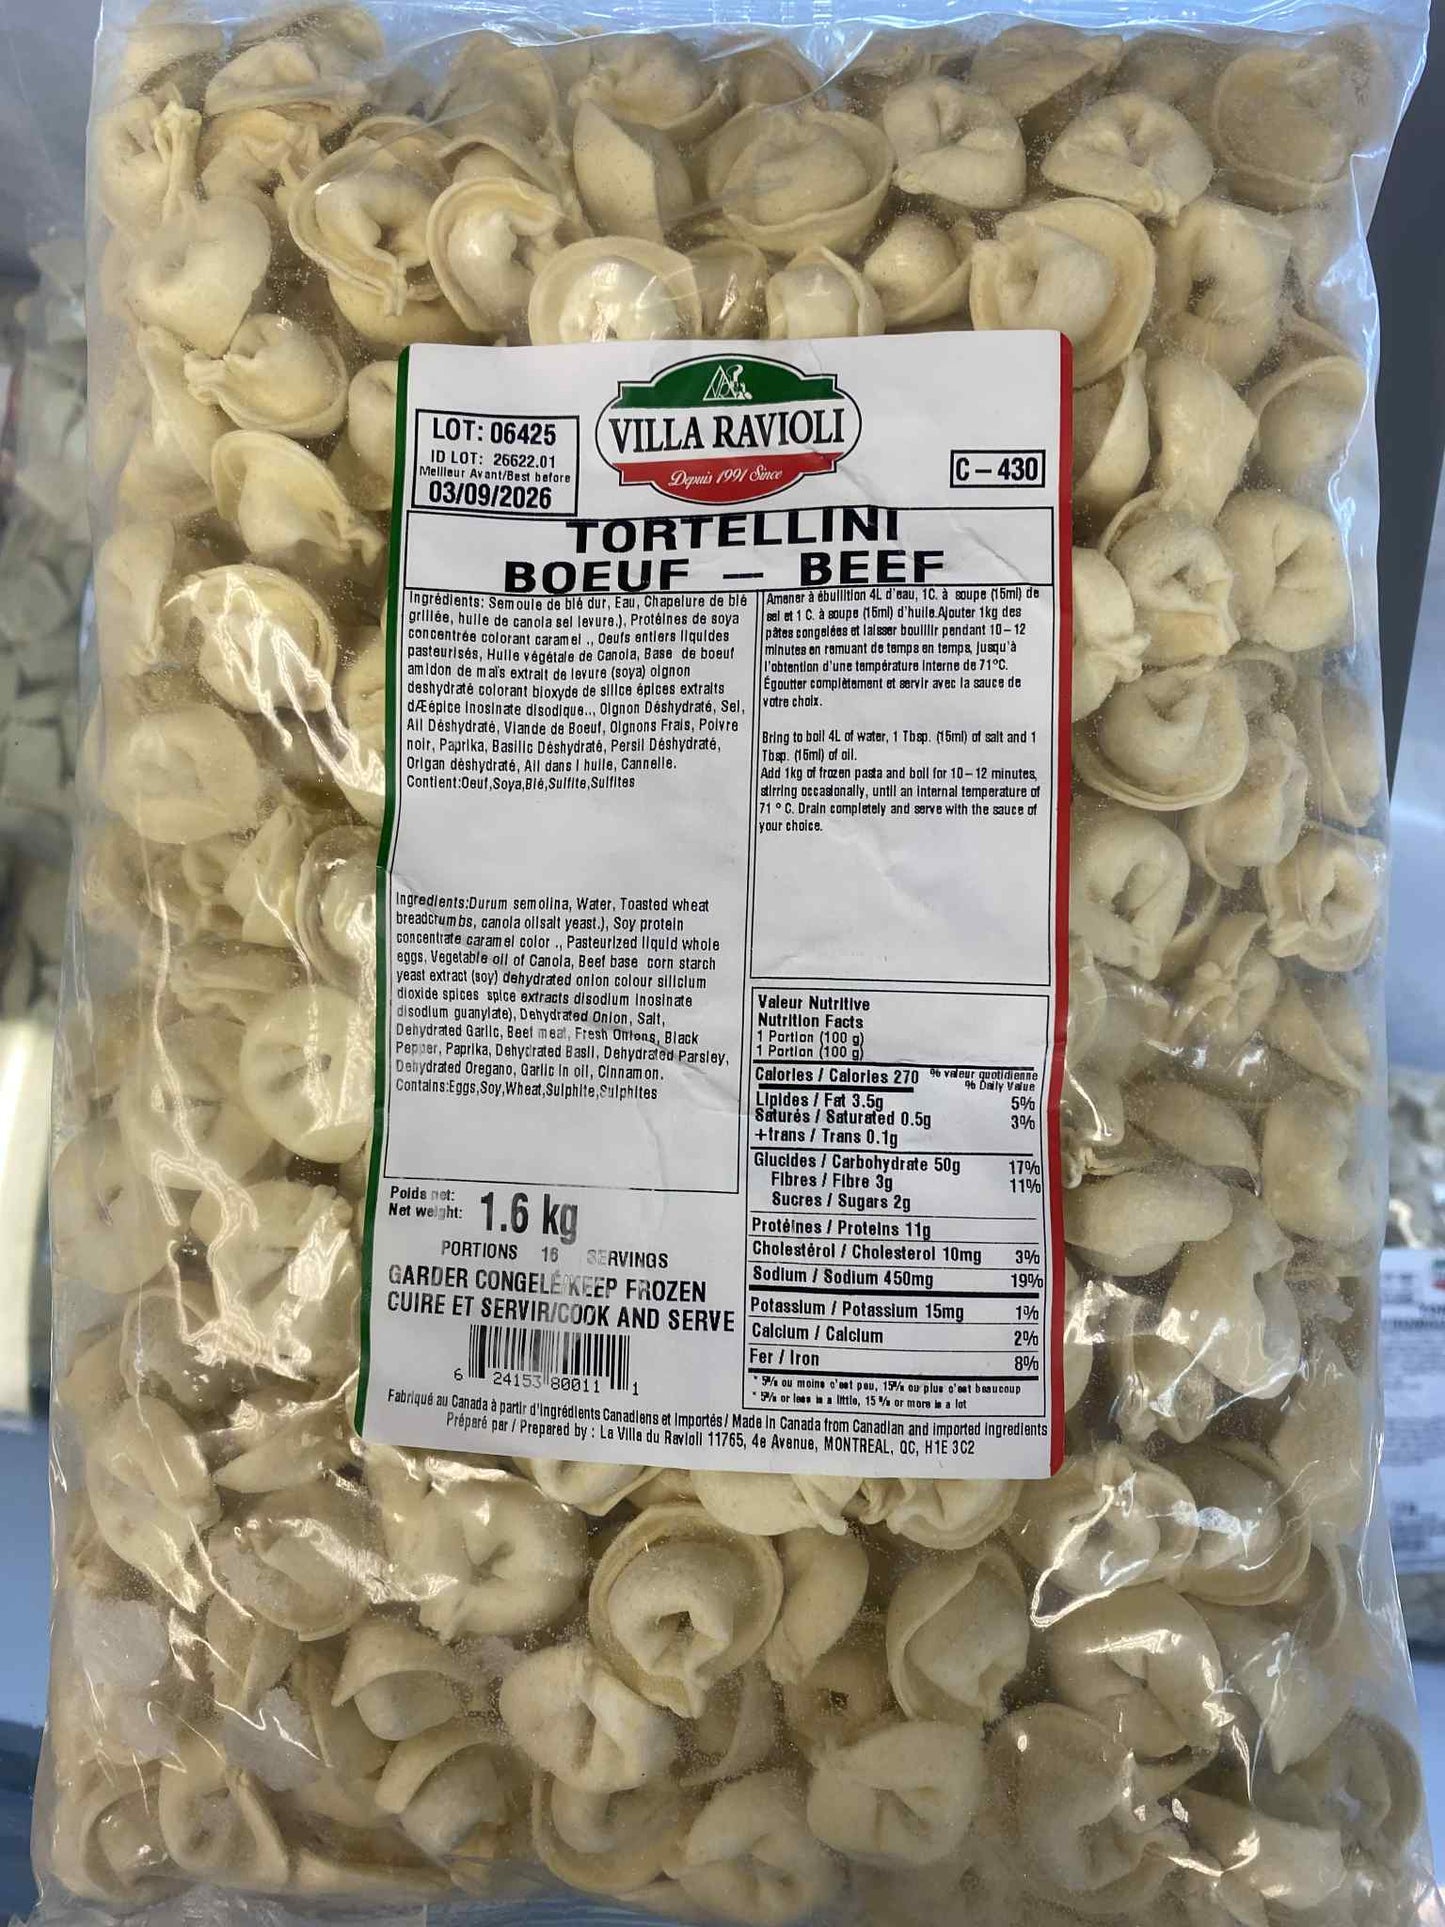 LOT: 06425
ID LOT: 26622.01
Meilleur Avant/Best before
03/09/2026
VILLA RAVIOLI
Depuis 1991 Since
C-430
TORTELLINI
BOEUF - BEEF
Ingrédients: Semoule de blé dur, Eau, Chapelure de blé
grillée, huile de canola sel levure.), Protéines de soya
concentrée colorant caramel ., Oeufs entiers liquides
pasteurisés, Huile végétale de Canola, Base de boeuf
amidon de maïs extrait de levure (soya) oignon
deshydraté colorant bioxyde de silice épices extraits
dÆépice inosinate disodique.., Oignon Déshydraté, Sel,
Ail Déshydraté, Viande de Boeuf, Oignons Frais, Poivre
noir, Paprika, Basilic Déshydraté, Persil Déshydraté,
Origan déshydraté, Ail dans l huile, Cannelle.
Contient:Oeuf,Soya,Blé,Sulfite,Sulfites
Ingredients:Durum semolina, Water, Toasted wheat
breadcrumbs, canola oilsalt yeast.), Soy protein
concentrate caramel color ., Pasteurized liquid whole
eggs, Vegetable oil of Canola, Beef base corn starch
yeast extract (soy) dehydrated onion colour silicium
dioxide spices spice extracts disodium inosinate
disodium guanylate), Dehydrated Onion, Salt,
Dehydrated Garlic, Beef meat, Fresh Onions, Black
Pepper, Paprika, Dehydrated Basil, Dehydrated Parsley,
Dehydrated Oregano, Garlic in oil, Cinnamon.
Contains:Eggs,Soy,Wheat,Sulphite,Sulphites
Amener à ébullition 4L d'eau, 1C. à soupe (15ml) de
sel et 1 C. à soupe (15ml) d'huile.Ajouter 1kg des
pâtes congelées et laisser bouillir pendant 10-12
minutes en remuant de temps en temps, jusqu'à
l'obtention d'une température interne de 71°C.
Égoutter complètement et servir avec la sauce de
votre choix.
Bring to boil 4L of water, 1 Tbsp. (15ml) of salt and 1
Tbsp. (15ml) of oil.
Add 1kg of frozen pasta and boil for 10-12 minutes,
stirring occasionally, until an internal temperature of
71 ° C. Drain completely and serve with the sauce of
your choice.
Valeur Nutritive
Nutrition Facts
1 Portion (100 g)
1 Portion (100 g)
Calories / Calories 270 % valeur quotidienne
% Daily Value
Lipides / Fat 3.5g 5%
Saturés / Saturated 0.5g 3%
+trans / Trans 0.1g
Glucides / Carbohydrate 50g 17%
Fibres / Fibre 3g 11%
Sucres / Sugars 2g
Protéines / Proteins 11g
Cholestérol / Cholesterol 10mg 3%
Sodium / Sodium 450mg 19%
Potassium / Potassium 15mg 1%
Calcium / Calcium 2%
Fer / Iron 8%
* 5% ou moins c'est peu, 15% ou plus c'est beaucoup
* 5% or less is a little, 15 % or more is a lot
Poids net:
Net weight: 1.6 kg
PORTIONS 16 SERVINGS
GARDER CONGELÉ/KEEP FROZEN
CUIRE ET SERVIR/COOK AND SERVE
6 24153 80011 1
Fabriqué au Canada à partir d'ingrédients Canadiens et Importés/ Made in Canada from Canadian and imported ingredients
Préparé par / Prepared by : La Villa du Ravioli 11765, 4e Avenue, MONTREAL, QC, H1E 3C2